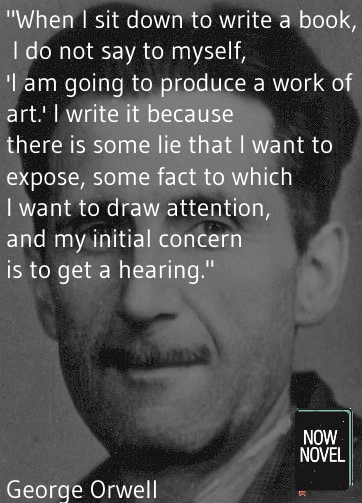 "When I sit down to write a book,
I do not say to myself,
'I am going to produce a work of
art.' I write it because
there is some lie that I want to
expose, some fact to which
I want to draw attention,
and my initial concern
is to get a hearing."
NOW
NOVEL
George Orwell